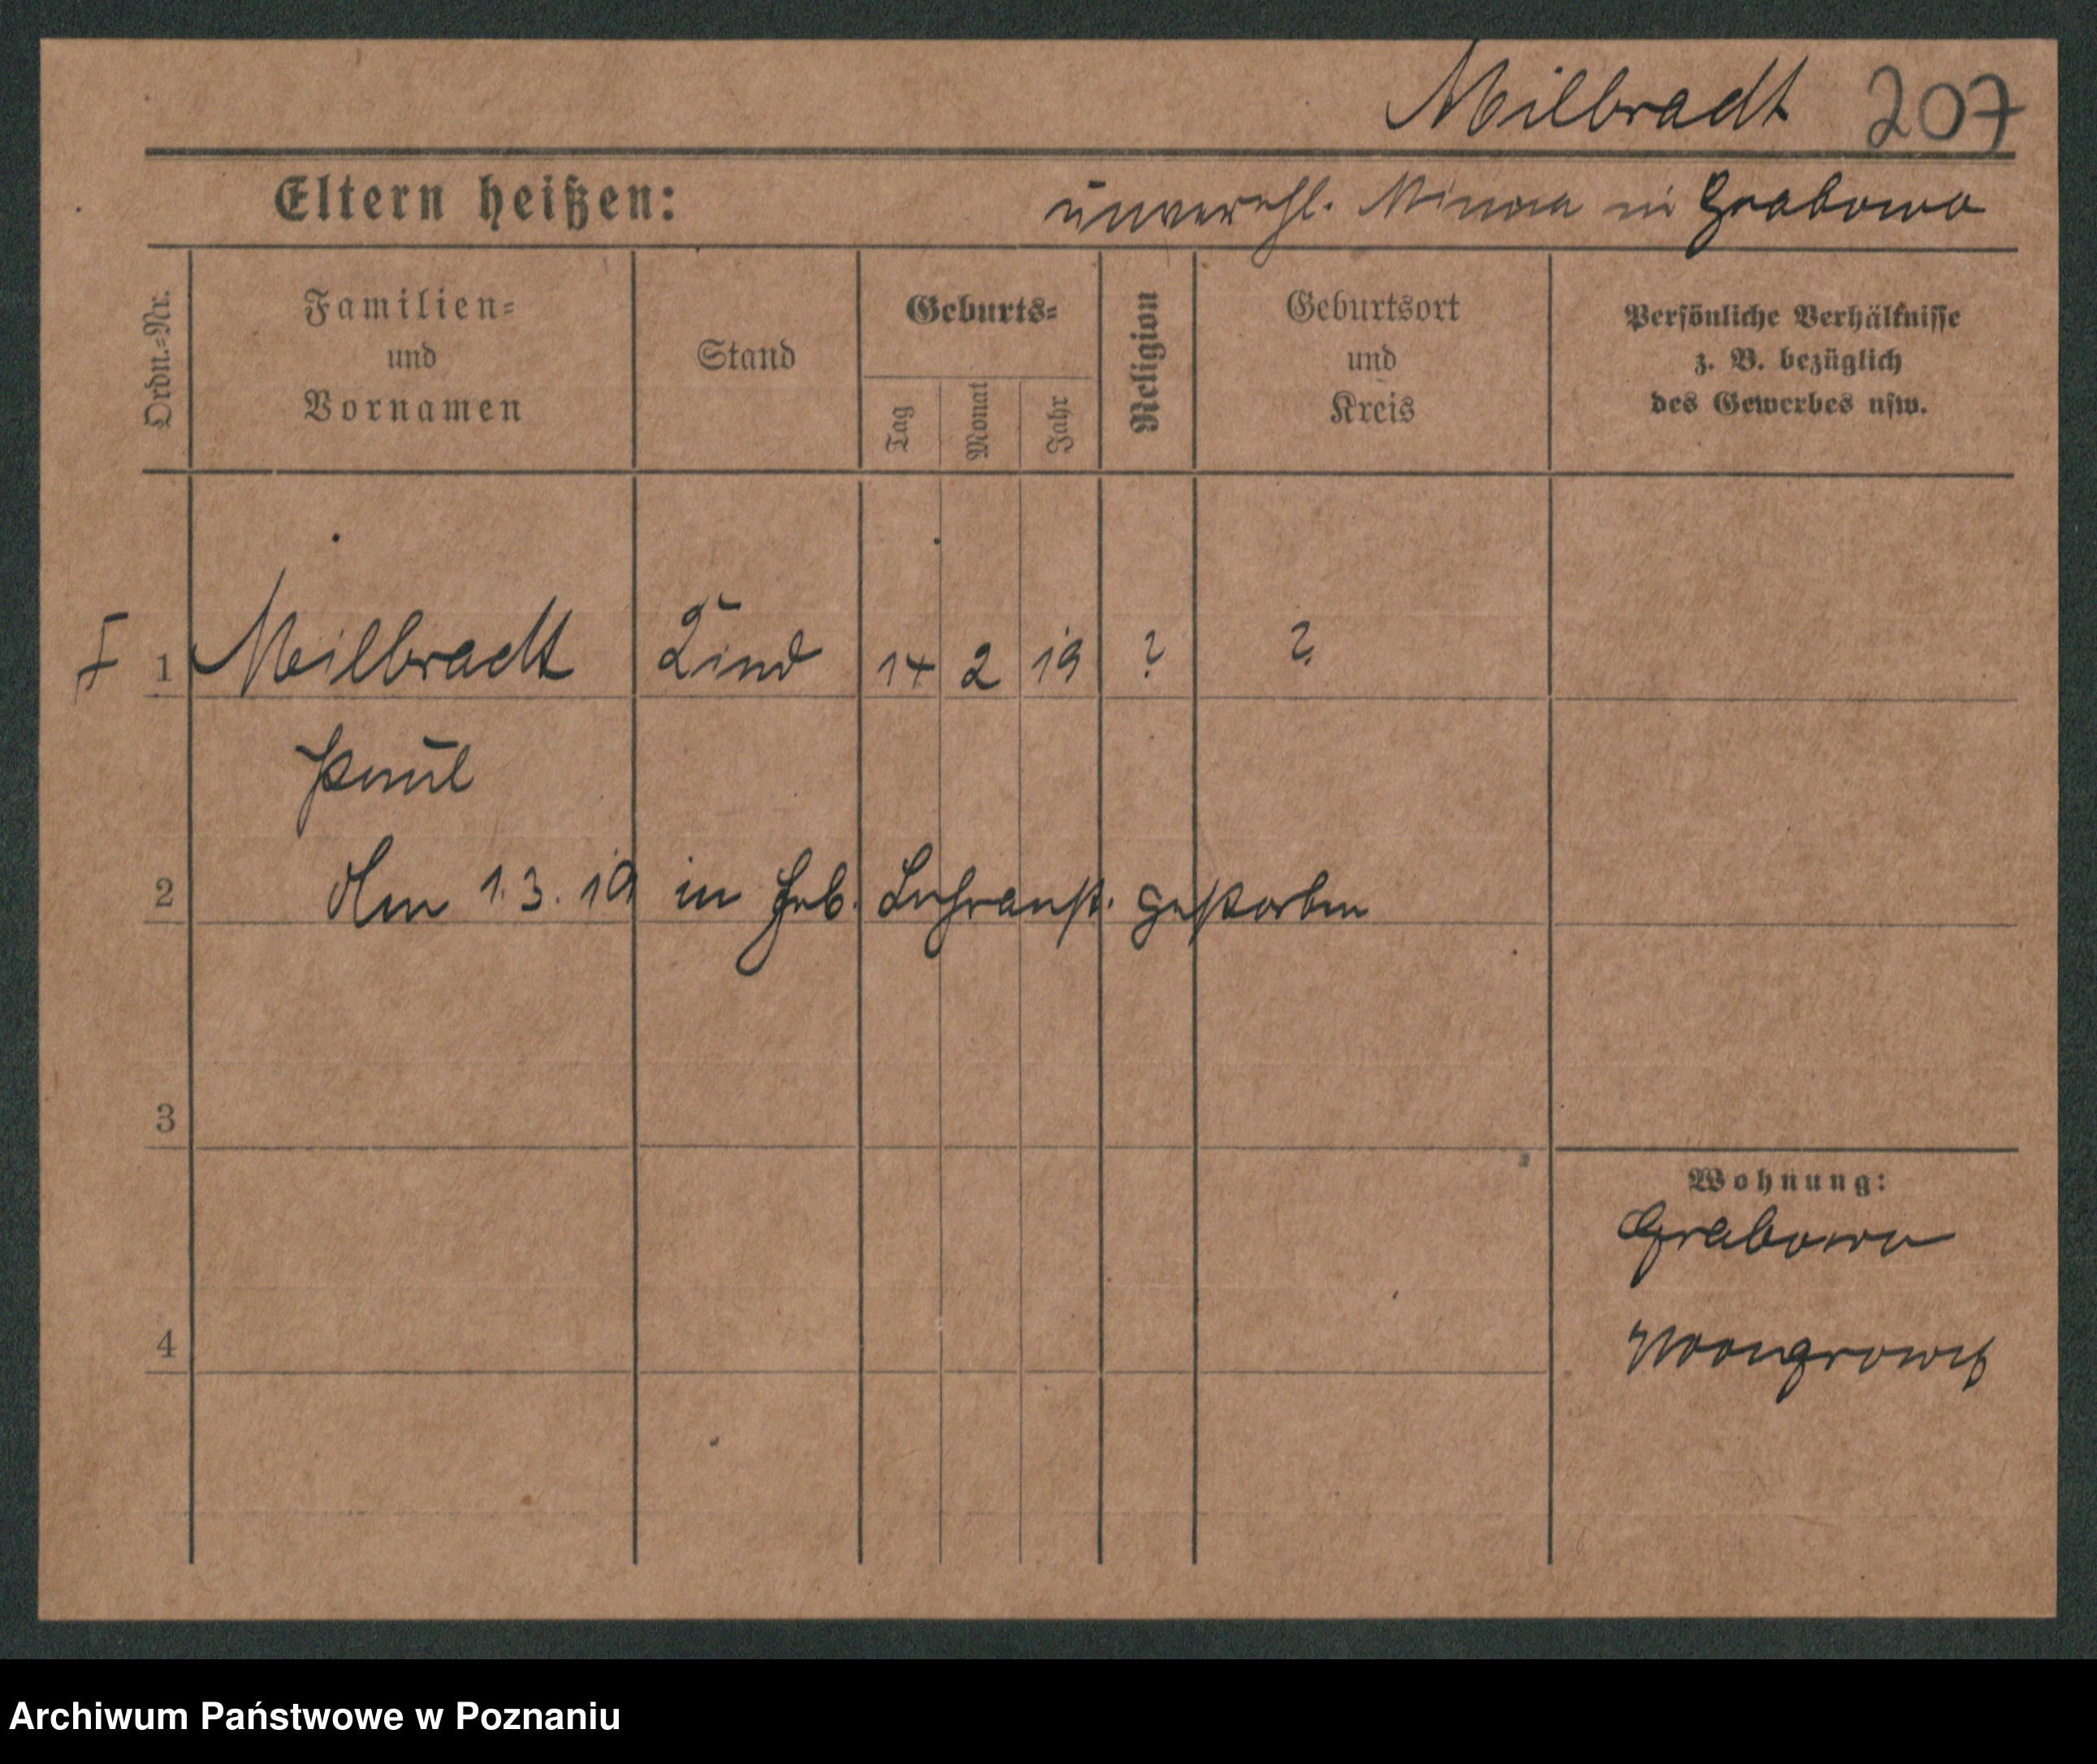 Milbradt 207
Eltern heißen: unverehl. Minna in Grabowo
Ordn.=Nr.
Familien=
und
Vornamen
Stand
Geburts=
Tag
Monat
Jahr
Religion
Geburtsort
und
Kreis
Persönliche Verhältnisse
z. B. bezüglich
des Gewerbes usw.
1 Milbradt Kind 14 2 19 ? ?
Paul
2 Am 1.3.19 in Heb. Lehranst. gestorben
3
Wohnung:
Grabowo
4 Wongrowitz
Archiwum Państwowe w Poznaniu